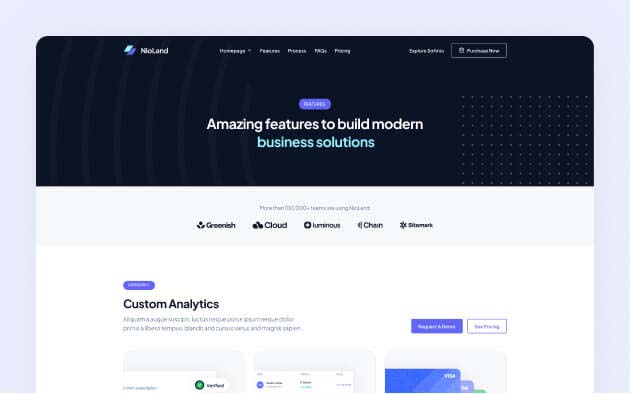 NioLand
Homepage
Features
Process
FAQs
Pricing
Explore Softnio
Purchase Now
FEATURES
Amazing features to build modern
business solutions
More than 100,000+ teams are using NioLand
Greenish
Cloud
luminous
Chain
Sitemark
CATEGORY 1
Custom Analytics
Aliquam a augue suscipit, luctus neque purus ipsum neque dolor
primis a libero tempus, blandit and cursus varius and magnis sapien
Request A Demo
See Pricing
Verified
VISA
VISA